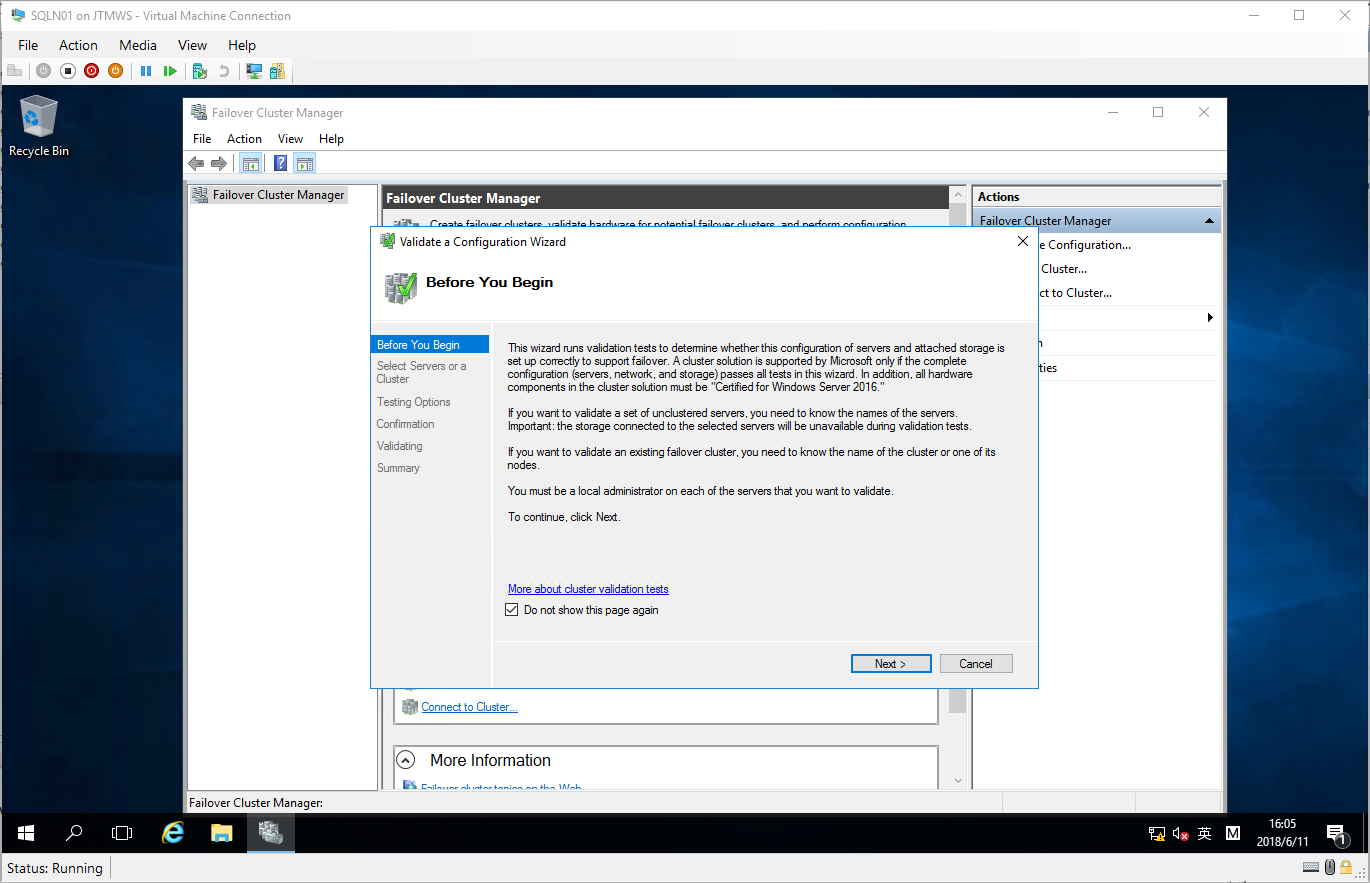 SQLN01 on JTMWS - Virtual Machine Connection
File Action Media View Help
Recycle Bin
Failover Cluster Manager
File Action View Help
Failover Cluster Manager
Failover Cluster Manager
Create failover clusters, validate hardware for potential failover clusters, and perform configuration
Actions
Failover Cluster Manager
e Configuration...
Cluster...
ct to Cluster...
n
ties
Validate a Configuration Wizard
Before You Begin
Before You Begin
Select Servers or a
Cluster
Testing Options
Confirmation
Validating
Summary
This wizard runs validation tests to determine whether this configuration of servers and attached storage is
set up correctly to support failover. A cluster solution is supported by Microsoft only if the complete
configuration (servers, network, and storage) passes all tests in this wizard. In addition, all hardware
components in the cluster solution must be "Certified for Windows Server 2016."
If you want to validate a set of unclustered servers, you need to know the names of the servers.
Important: the storage connected to the selected servers will be unavailable during validation tests.
If you want to validate an existing failover cluster, you need to know the name of the cluster or one of its
nodes.
You must be a local administrator on each of the servers that you want to validate.
To continue, click Next.
More about cluster validation tests
Do not show this page again
Next >
Cancel
Connect to Cluster...
More Information
Failover cluster topics on the Web
Failover Cluster Manager:
英
M
16:05
2018/6/11
1
Status: Running